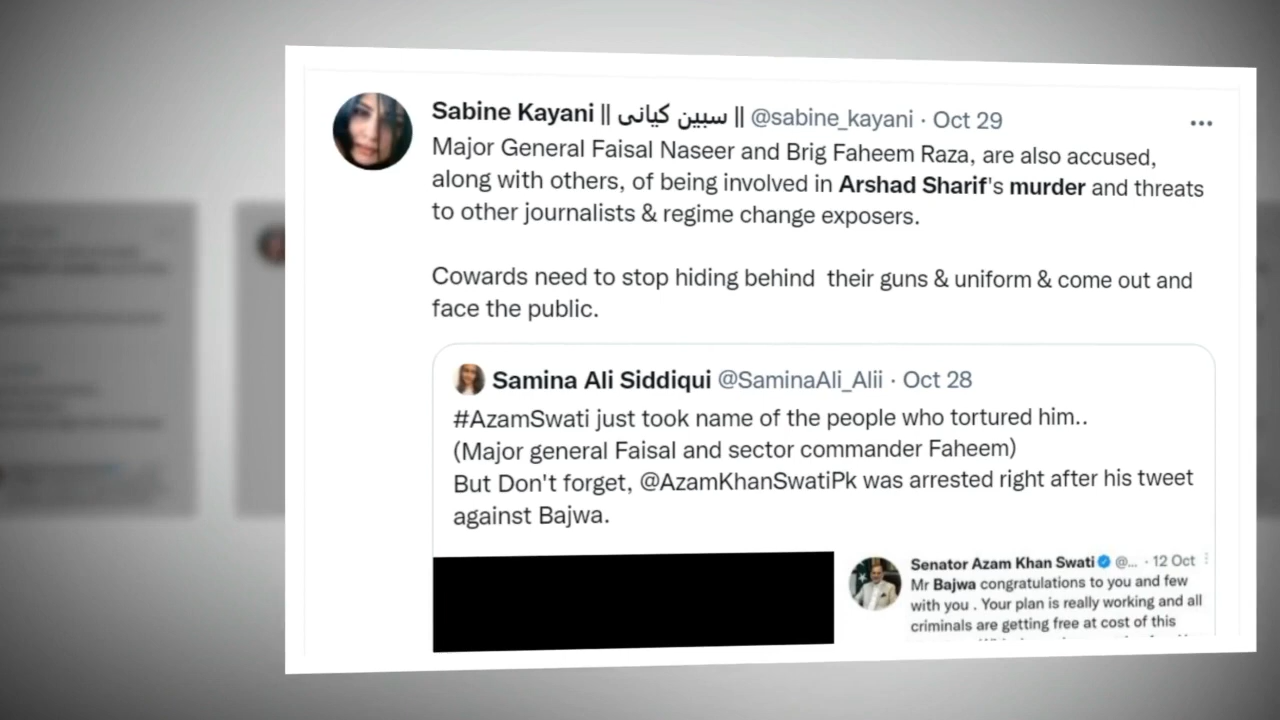 Sabine Kayani || سبین کیانی || @sabine_kayani · Oct 29
Major General Faisal Naseer and Brig Faheem Raza, are also accused,
along with others, of being involved in Arshad Sharif's murder and threats
to other journalists & regime change exposers.
Cowards need to stop hiding behind their guns & uniform & come out and
face the public.
Samina Ali Siddiqui @SaminaAli_Alii · Oct 28
#AzamSwati just took name of the people who tortured him..
(Major general Faisal and sector commander Faheem)
But Don't forget, @AzamKhanSwatiPk was arrested right after his tweet
against Bajwa.
Senator Azam Khan Swati @... · 12 Oct
Mr Bajwa congratulations to you and few
with you . Your plan is really working and all
criminals are getting free at cost of this